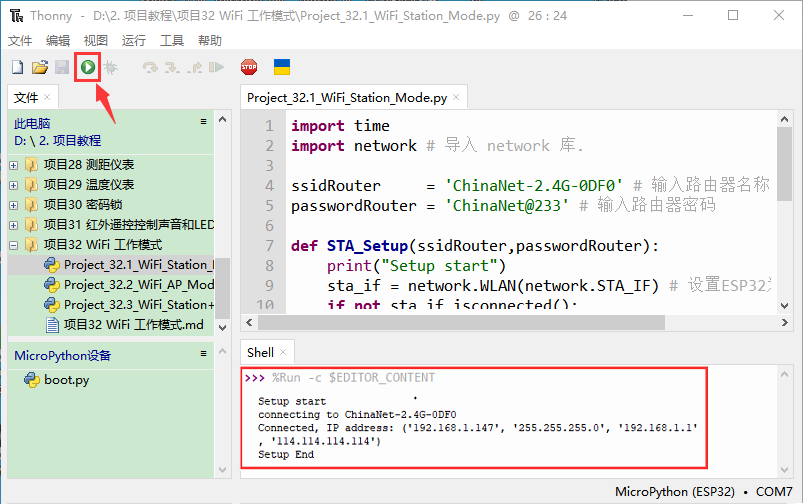 Thonny - D:\2. 项目教程\项目32 WiFi 工作模式\Project_32.1_WiFi_Station_Mode.py @ 26 : 24
文件 编辑 视图 运行 工具 帮助
STOP
文件 ×
此电脑
D: \ 2. 项目教程
项目28 测距仪表
项目29 温度仪表
项目30 密码锁
项目31 红外遥控控制声音和LED
项目32 WiFi 工作模式
Project_32.1_WiFi_Station_
Project_32.2_WiFi_AP_Mod
Project_32.3_WiFi_Station+
项目32 WiFi 工作模式.md
MicroPython设备
boot.py
Project_32.1_WiFi_Station_Mode.py ×
1 import time
2 import network # 导入 network 库.
3
4 ssidRouter     = 'ChinaNet-2.4G-0DF0' # 输入路由器名称
5 passwordRouter = 'ChinaNet@233' # 输入路由器密码
6
7 def STA_Setup(ssidRouter,passwordRouter):
8     print("Setup start")
9     sta_if = network.WLAN(network.STA_IF) # 设置ESP32为
10     if not sta_if.isconnected():
Shell ×
>>> %Run -c $EDITOR_CONTENT
Setup start
connecting to ChinaNet-2.4G-0DF0
Connected, IP address: ('192.168.1.147', '255.255.255.0', '192.168.1.1'
, '114.114.114.114')
Setup End
MicroPython (ESP32) • COM7